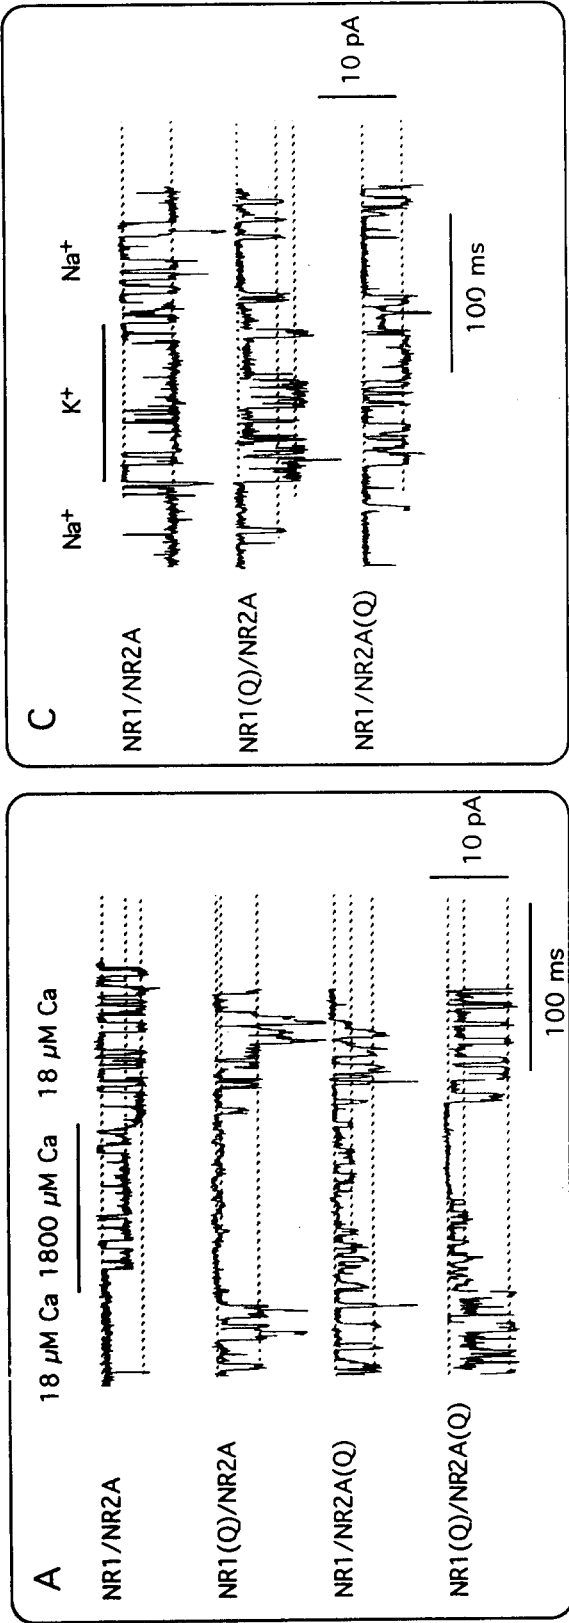 A
18 μM Ca 1800 μM Ca 18 μM Ca
NR1/NR2A
NR1(Q)/NR2A
NR1/NR2A(Q)
NR1(Q)/NR2A(Q)
10 pA
100 ms
C
Na⁺ K⁺ Na⁺
NR1/NR2A
NR1(Q)/NR2A
NR1/NR2A(Q)
10 pA
100 ms